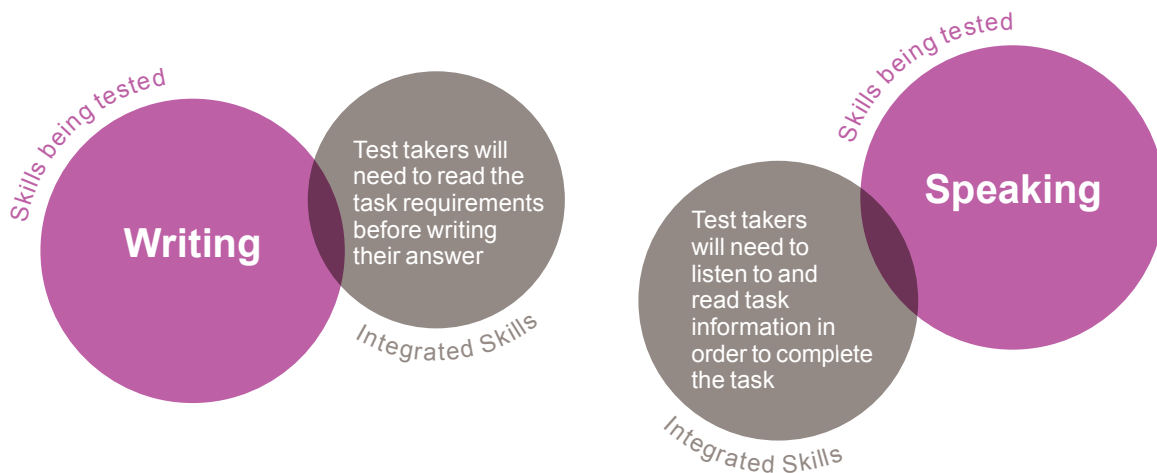 Skills being tested
Writing
Test takers will
need to read the
task requirements
before writing
their answer
Integrated Skills
Skills being tested
Speaking
Test takers
will need to
listen to and
read task
information in
order to complete
the task
Integrated Skills